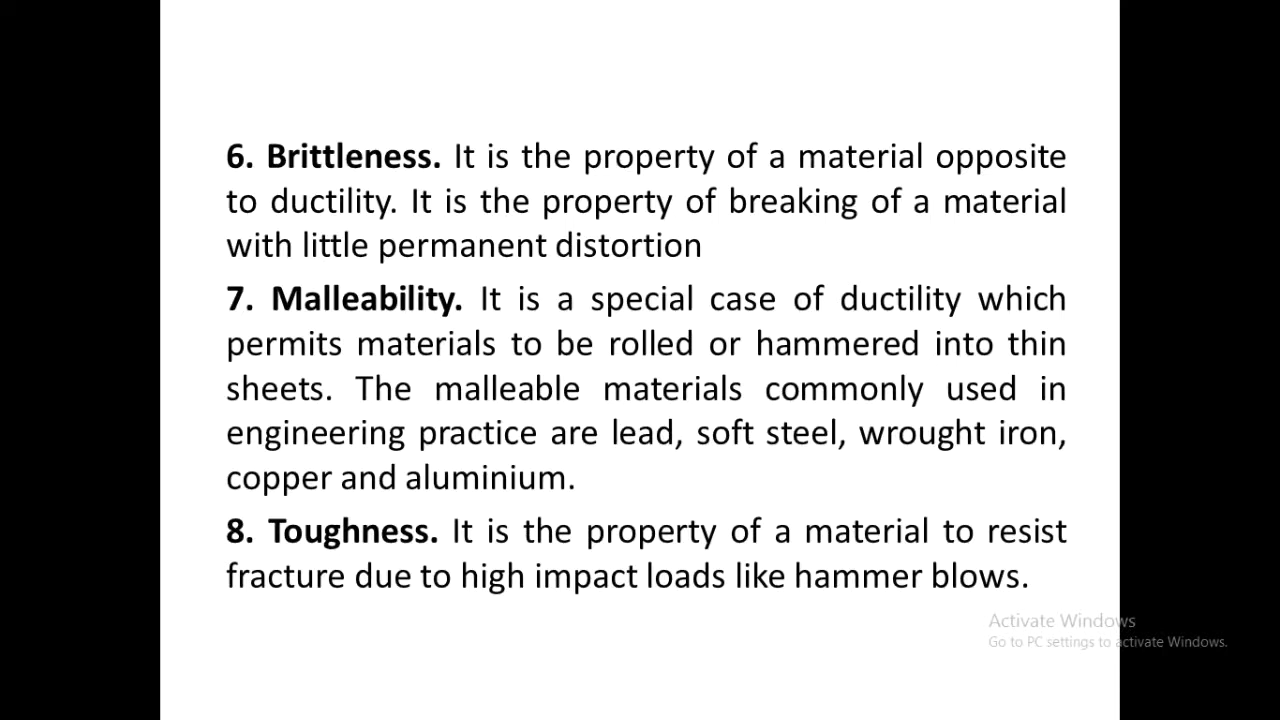 6. Brittleness. It is the property of a material opposite
to ductility. It is the property of breaking of a material
with little permanent distortion
7. Malleability. It is a special case of ductility which
permits materials to be rolled or hammered into thin
sheets. The malleable materials commonly used in
engineering practice are lead, soft steel, wrought iron,
copper and aluminium.
8. Toughness. It is the property of a material to resist
fracture due to high impact loads like hammer blows.
Activate Windows
Go to PC settings to activate Windows.